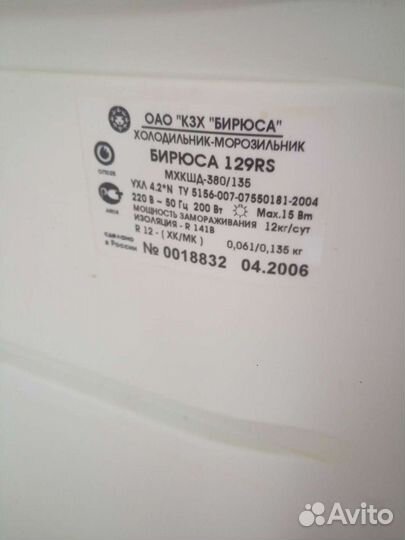 ОАО "КЗХ "БИРЮСА"
ХОЛОДИЛЬНИК-МОРОЗИЛЬНИК
БИРЮСА 129RS
МХКШД-380/135
УХЛ 4.2*N ТУ 5156-007-07550181-2004
220 В ~ 50 Гц 200 Вт Max.15 Вт
МОЩНОСТЬ ЗАМОРАЖИВАНИЯ 12кг/сут
ИЗОЛЯЦИЯ - R 141B
R 12 - ( ХК/МК ) 0,061/0,135 кг
сделано
в России
№ 0018832 04.2006
Avito